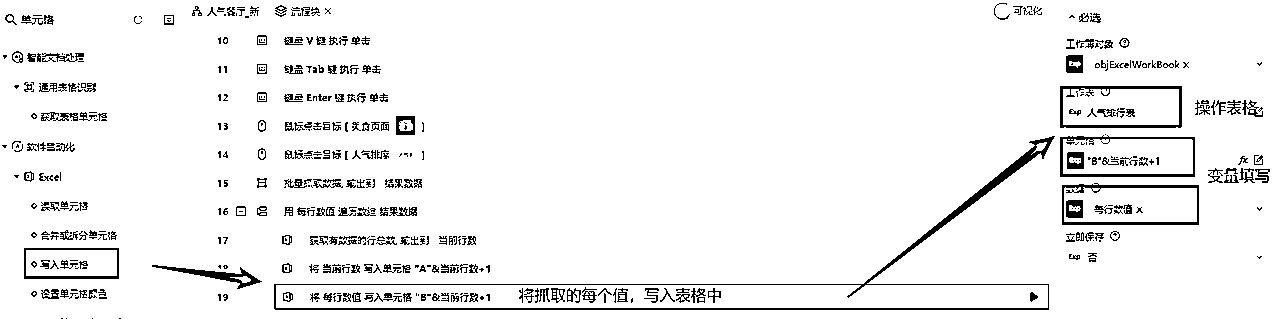 单元格
智能文档处理
通用表格识别
获取表格单元格
软件自动化
Excel
读取单元格
合并或拆分单元格
写入单元格
设置单元格颜色
人气餐厅_新
流程块 ×
可视化
10 键盘 V 键 执行 单击
11 键盘 Tab 键 执行 单击
12 键盘 Enter 键 执行 单击
13 鼠标点击目标 [ 美食页面 ]
14 鼠标点击目标 [ 人气排序 ]
15 批量抓取数据, 输出到 结果数据
16 用 每行数值 遍历数组 结果数据
17 获取有数据的行总数, 输出到 当前行数
18 将 当前行数 写入单元格 "A"&当前行数+1
19 将 每行数值 写入单元格 "B"&当前行数+1
将抓取的每个值，写入表格中
必选
工作簿对象
Exp objExcelWorkBook ×
工作表
Exp 人气排行表
操作表格
单元格
Exp "B"&当前行数+1
fx
变量填写
数据
Exp 每行数值 ×
立即保存
Exp 否